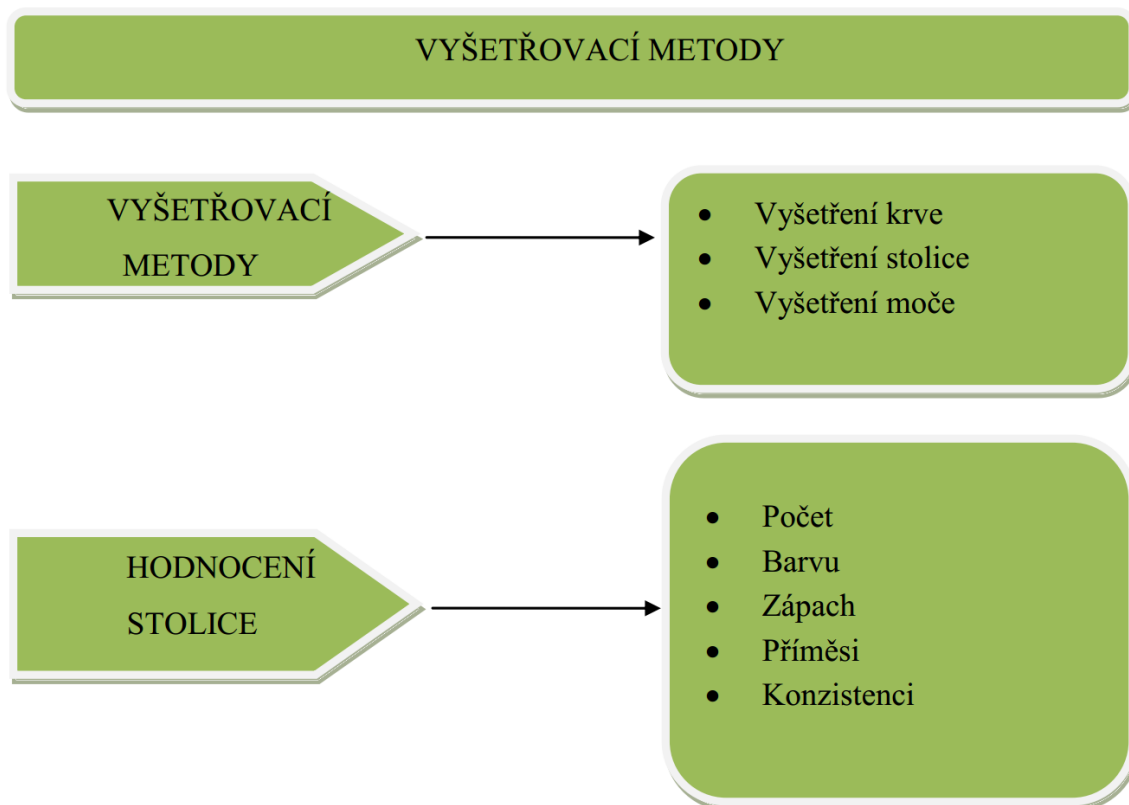 VYŠETŘOVACÍ METODY
VYŠETŘOVACÍ
METODY
• Vyšetření krve
• Vyšetření stolice
• Vyšetření moče
HODNOCENÍ
STOLICE
• Počet
• Barvu
• Zápach
• Příměsi
• Konzistenci